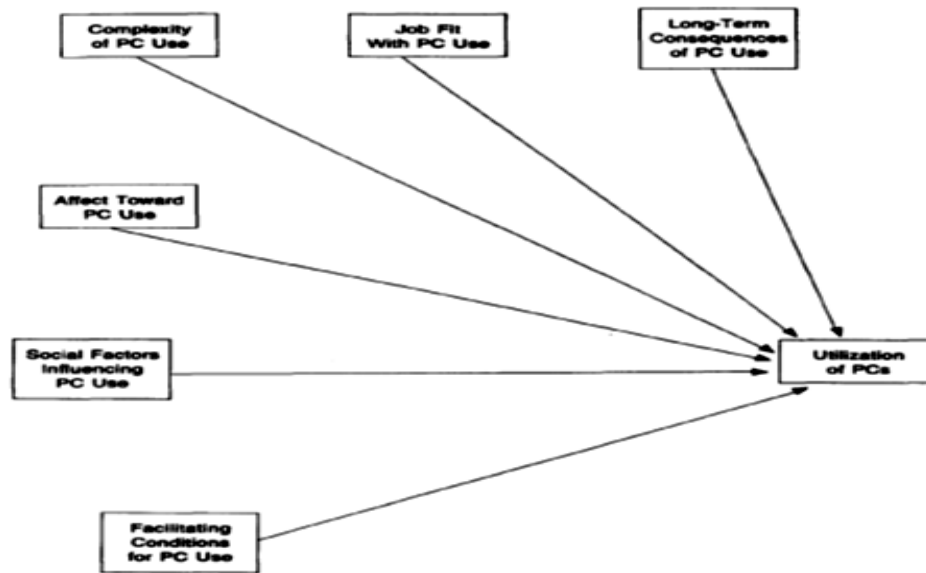 Complexity
of PC Use
Job Fit
With PC Use
Long-Term
Consequences
of PC Use
Affect Toward
PC Use
Social Factors
Influencing
PC Use
Utilization
of PCs
Facilitating
Conditions
for PC Use